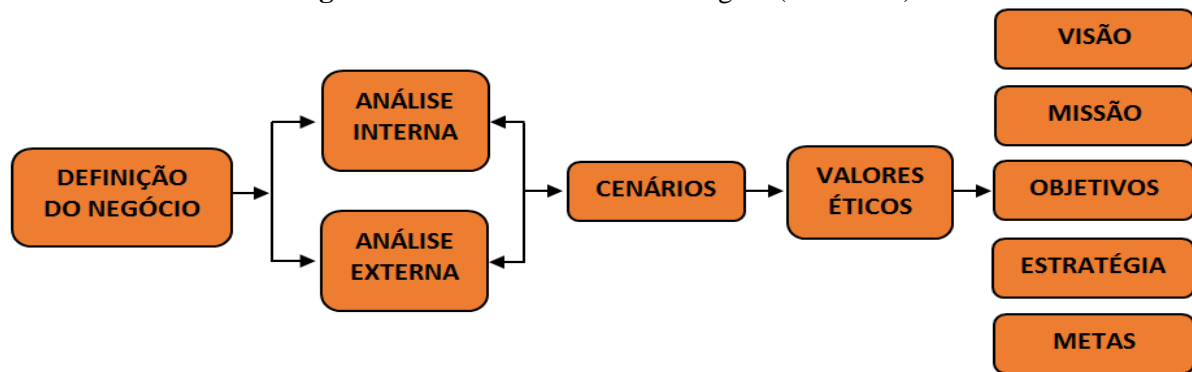 DEFINIÇÃO
DO NEGÓCIO
ANÁLISE
INTERNA
ANÁLISE
EXTERNA
CENÁRIOS
VALORES
ÉTICOS
VISÃO
MISSÃO
OBJETIVOS
ESTRATÉGIA
METAS